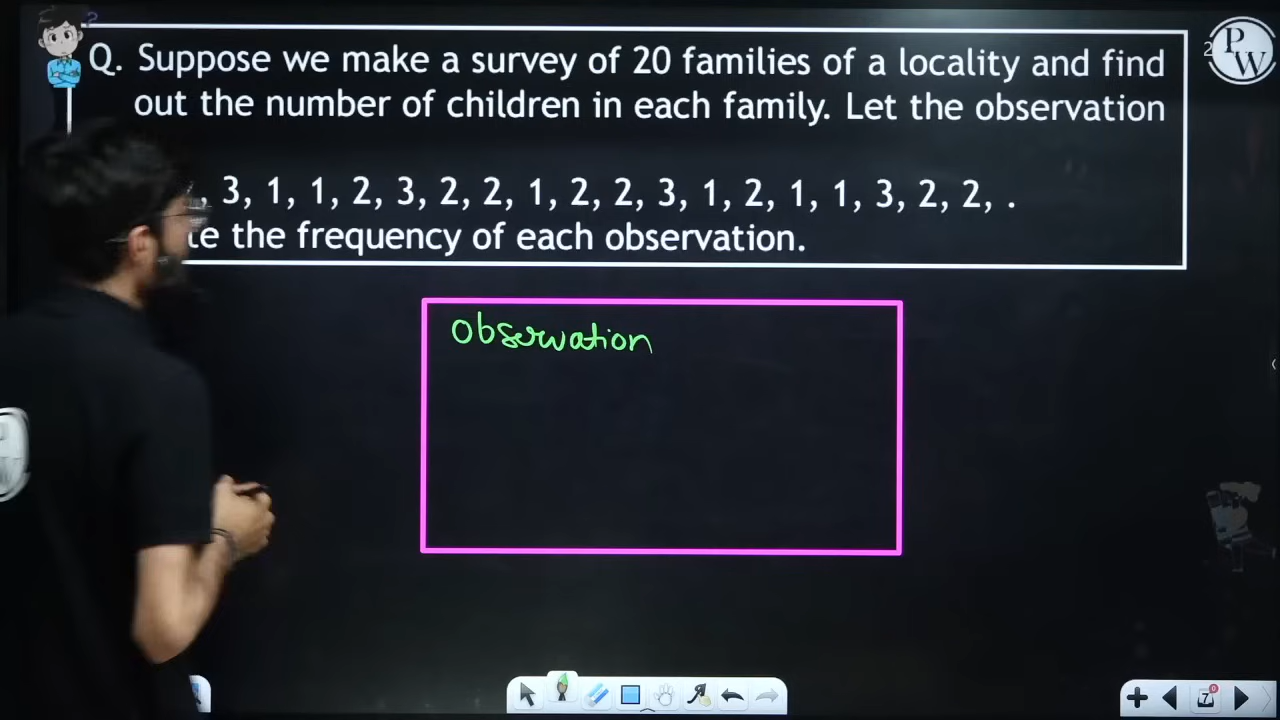 Q. Suppose we make a survey of 20 families of a locality and find
out the number of children in each family. Let the observation
, 3, 1, 1, 2, 3, 2, 2, 1, 2, 2, 3, 1, 2, 1, 1, 3, 2, 2, .
the frequency of each observation.
observation
PW
7